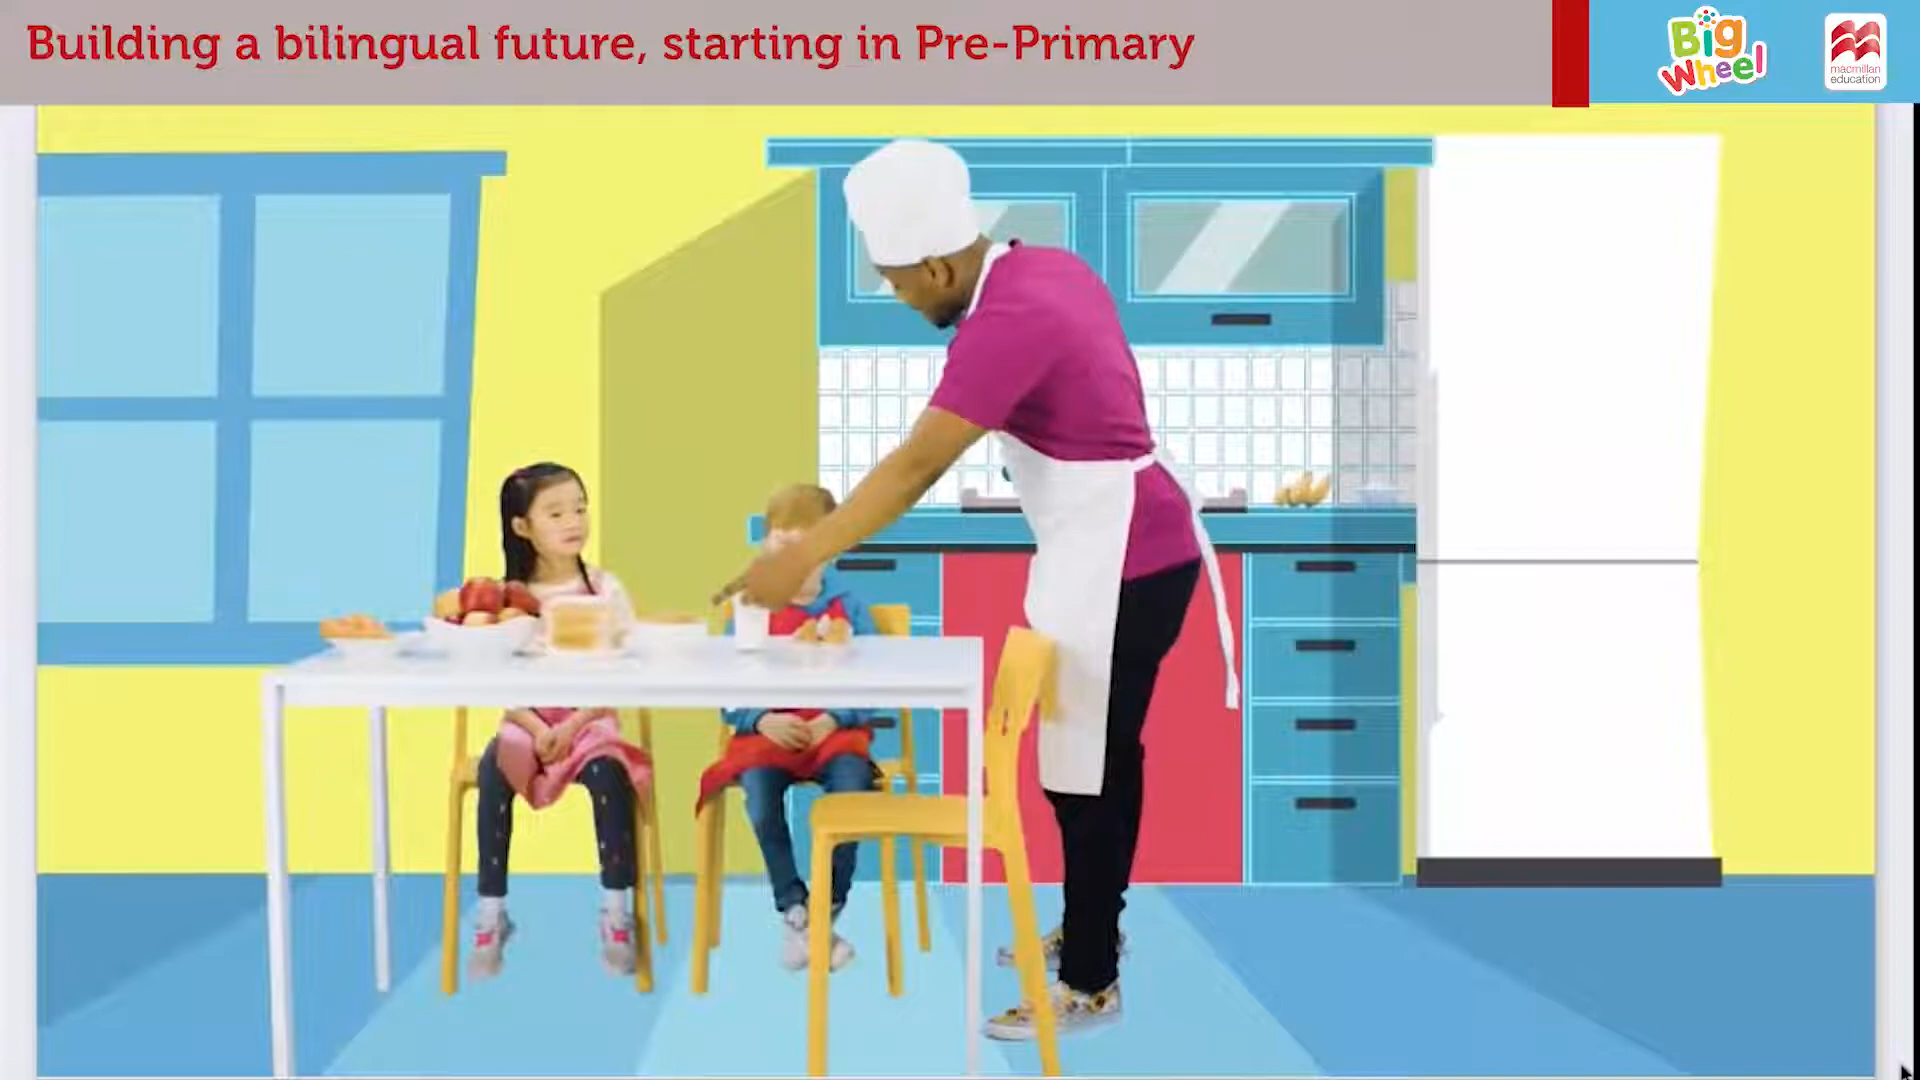 Building a bilingual future, starting in Pre-Primary
Big
Wheel
macmillan
education